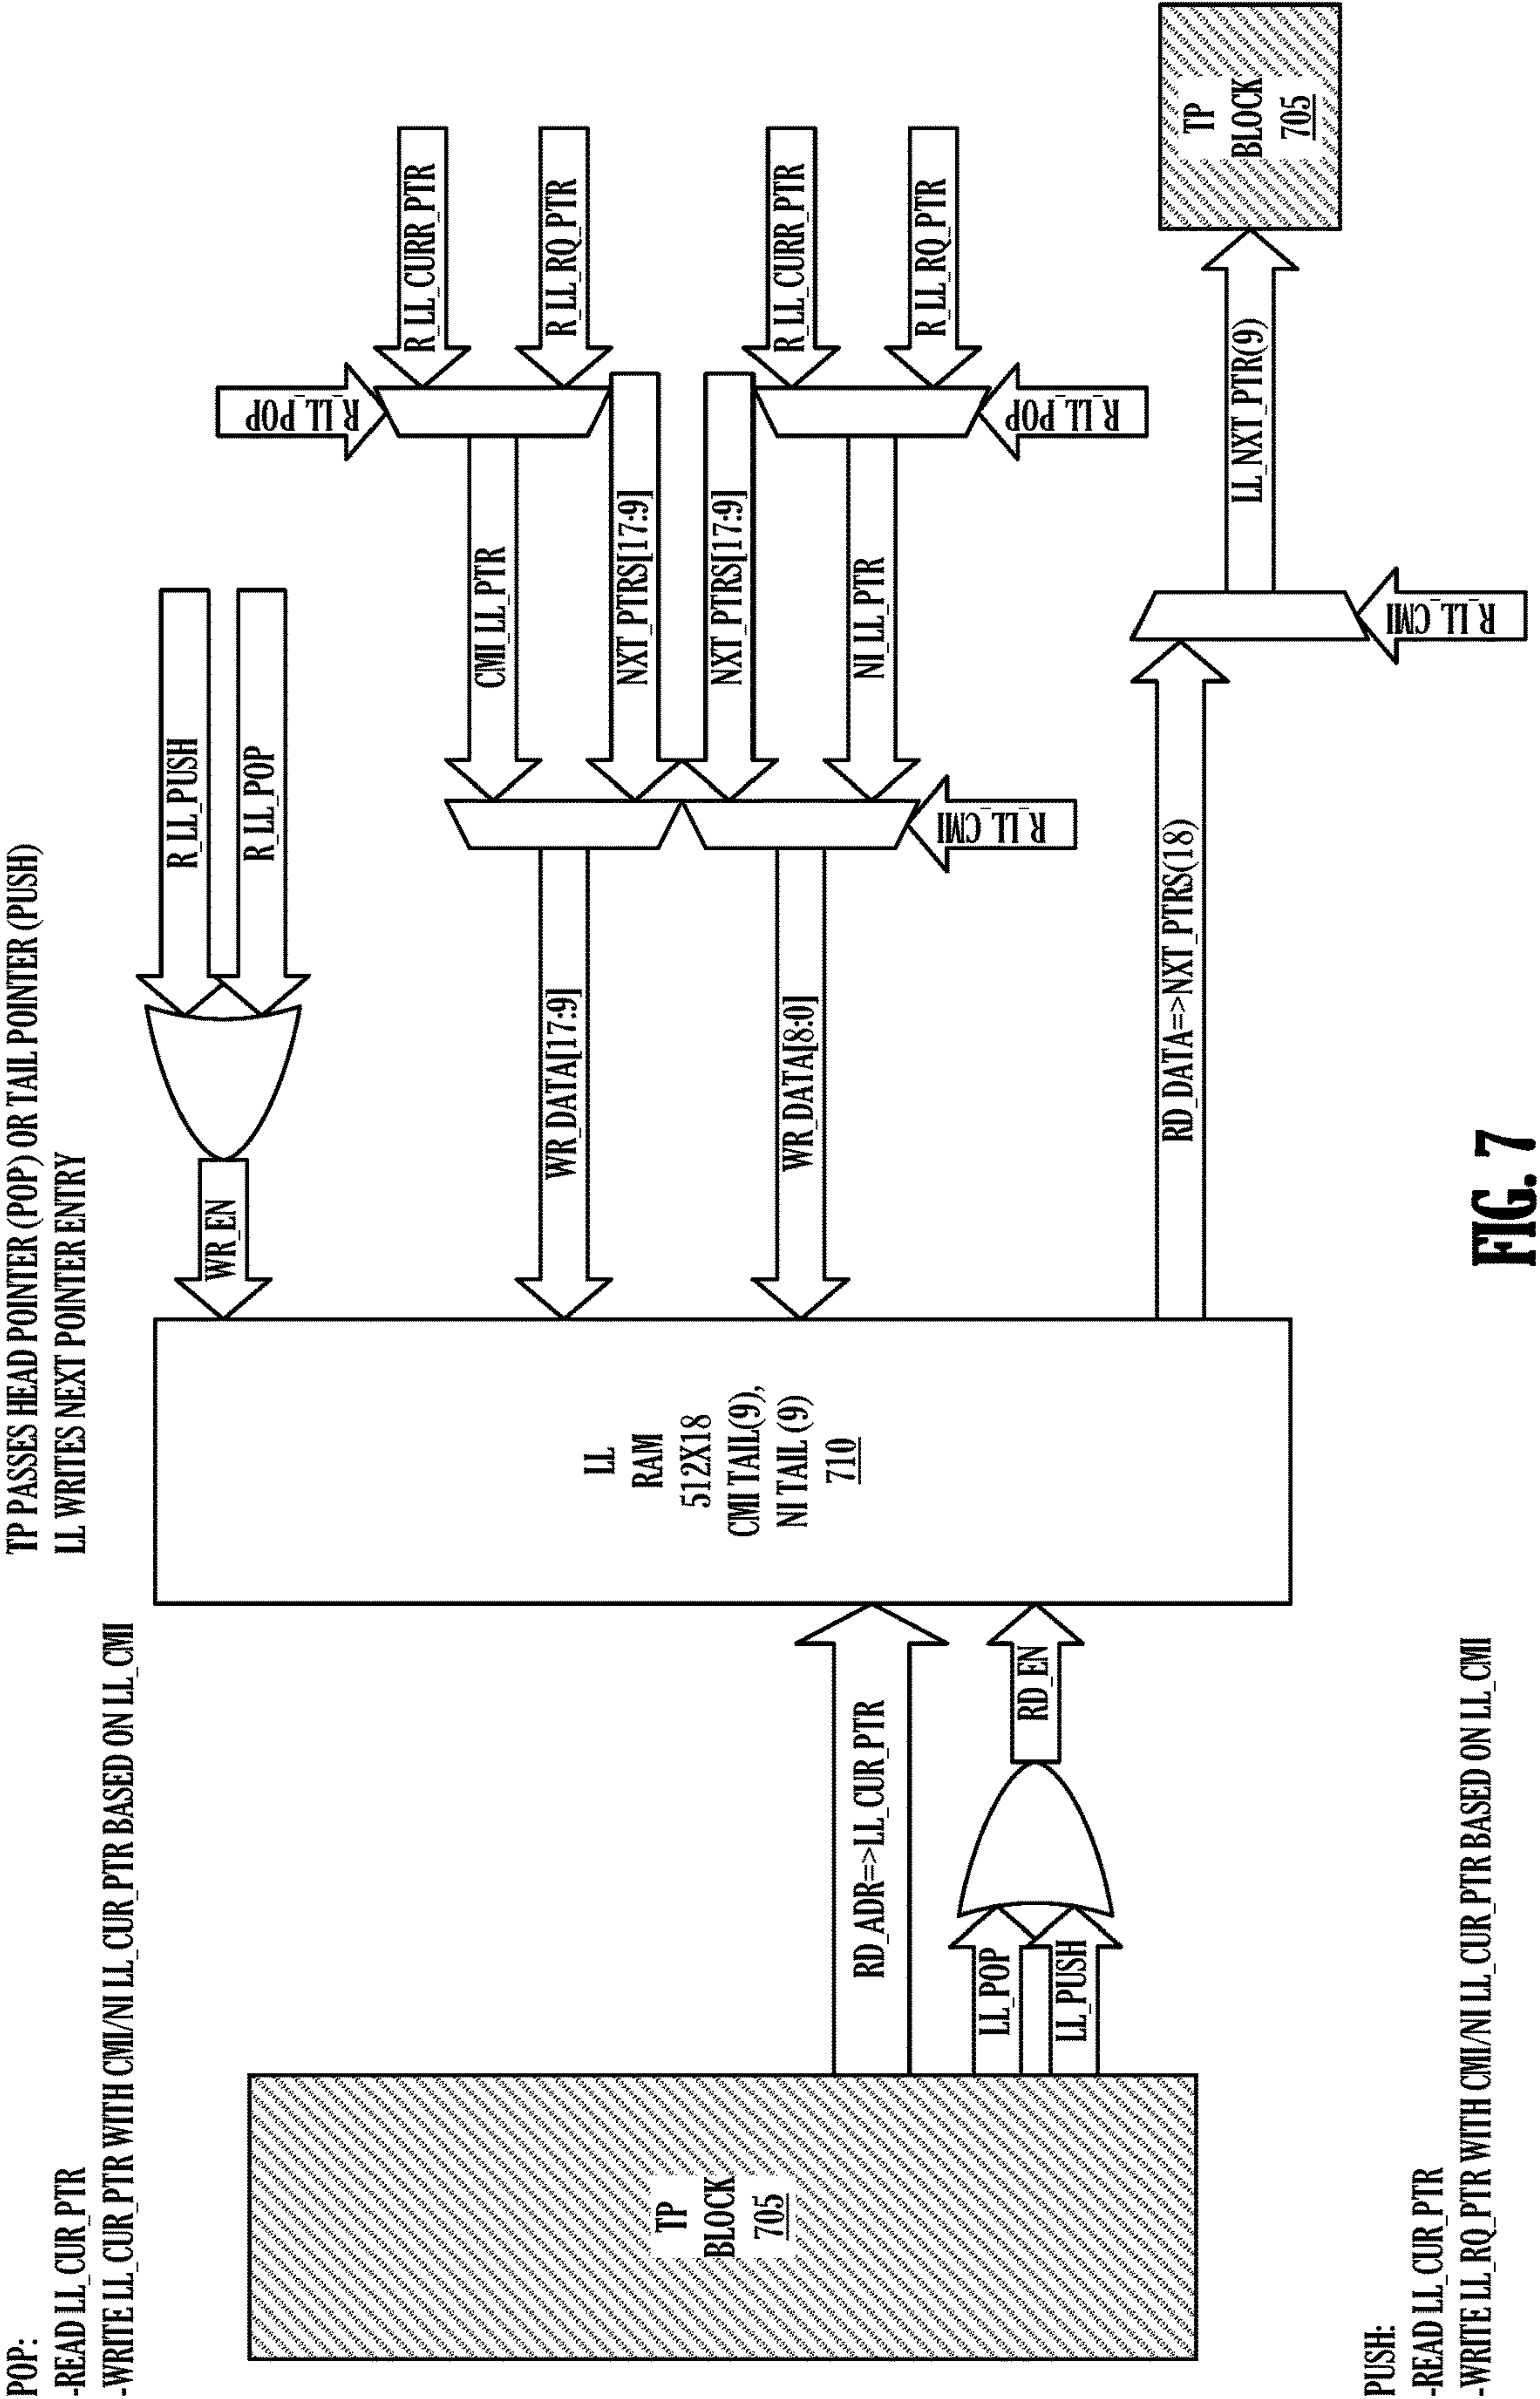 POP:
-READ LL_CUR_PTR
-WRITE LL_CUR_PTR WITH CMI/NI LL_CUR_PTR BASED ON LL_CMI
TP PASSES HEAD POINTER (POP) OR TAIL POINTER (PUSH)
LL WRITES NEXT POINTER ENTRY
R_LL_PUSH
R_LL_POP
WR_EN
R_LL_POP
R_LL_CURR_PTR
R_LL_RQ_PTR
CMI_LL_PTR
NXT_PTRS[17:9]
WR_DATA[17:9]
NXT_PTRS[17:9]
R_LL_CURR_PTR
R_LL_RQ_PTR
NI_LL_PTR
R_LL_POP
WR_DATA[8:0]
R_LL_CMI
TP
BLOCK
705
LL
RAM
512X18
CMI TAIL(9),
NI TAIL (9)
710
RD_ADR=>LL_CUR_PTR
LL_POP
LL_PUSH
RD_EN
RD_DATA=>NXT_PTRS(18)
R_LL_CMI
LL_NXT_PTR(9)
TP
BLOCK
705
PUSH:
-READ LL_CUR_PTR
-WRITE LL_RQ_PTR WITH CMI/NI LL_CUR_PTR BASED ON LL_CMI
FIG. 7